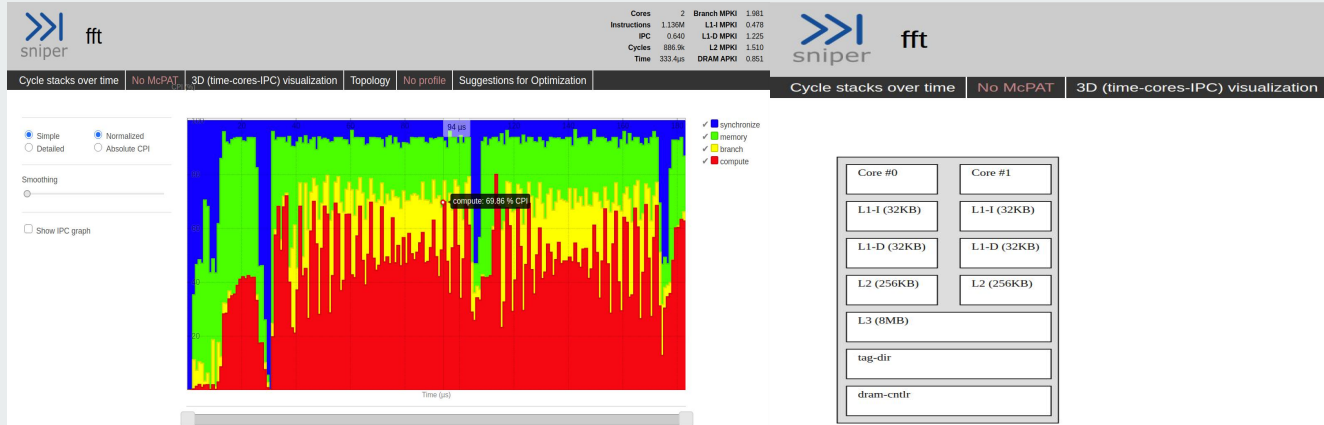 sniper
fft
Cores 2 Branch MPKI 1.981
Instructions 1.136M L1-I MPKI 0.478
IPC 0.640 L1-D MPKI 1.225
Cycles 886.9k L2 MPKI 1.510
Time 333.4µs DRAM APKI 0.851
Cycle stacks over time No McPAT 3D (time-cores-IPC) visualization Topology No profile Suggestions for Optimization
Simple Normalized
Detailed Absolute CPI
Smoothing
Show IPC graph
94 µs
compute: 69.86 % CPI
20
Time (µs)
synchronize
memory
branch
compute
sniper
fft
Cycle stacks over time No McPAT 3D (time-cores-IPC) visualization
Core #0 Core #1
L1-I (32KB) L1-I (32KB)
L1-D (32KB) L1-D (32KB)
L2 (256KB) L2 (256KB)
L3 (8MB)
tag-dir
dram-cntlr